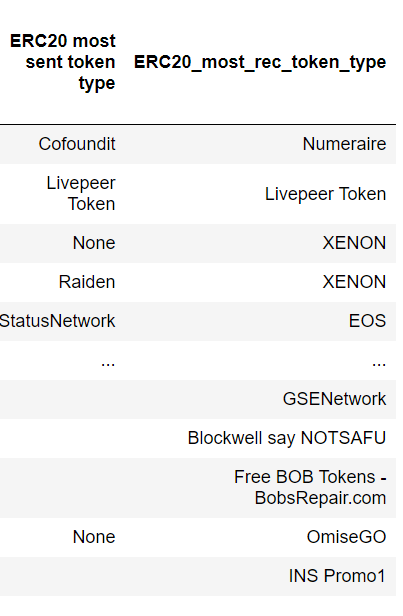 ERC20 most sent token type ERC20_most_rec_token_type
Cofoundit Numeraire
Livepeer Token Livepeer Token
None XENON
Raiden XENON
StatusNetwork EOS
... ...
GSENetwork
Blockwell say NOTSAFU
Free BOB Tokens -
BobsRepair.com
None OmiseGO
INS Promo1